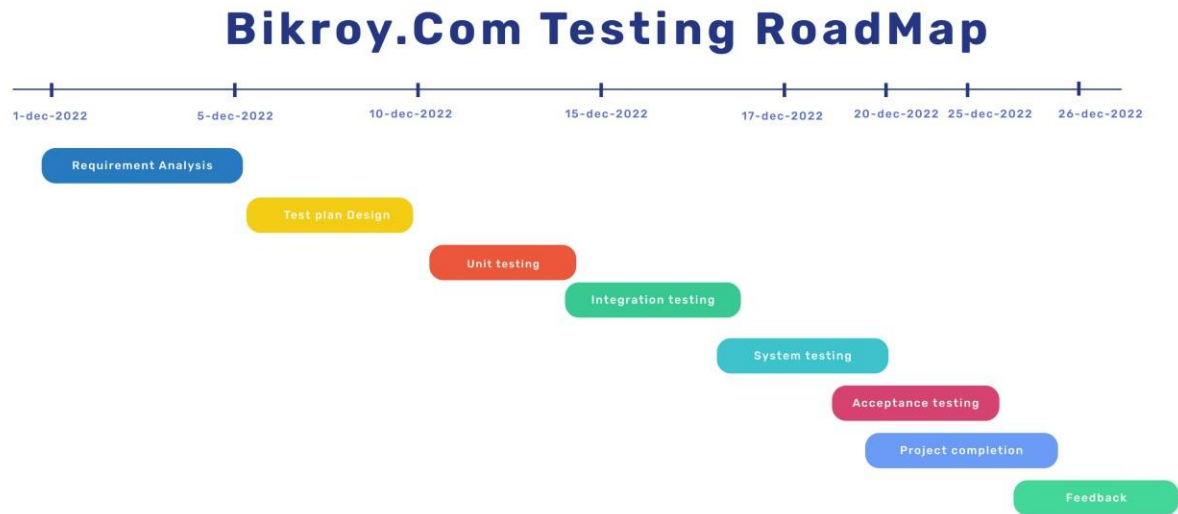 Bikroy.Com Testing RoadMap
1-dec-2022 5-dec-2022 10-dec-2022 15-dec-2022 17-dec-2022 20-dec-2022 25-dec-2022 26-dec-2022
Requirement Analysis
Test plan Design
Unit testing
Integration testing
System testing
Acceptance testing
Project completion
Feedback